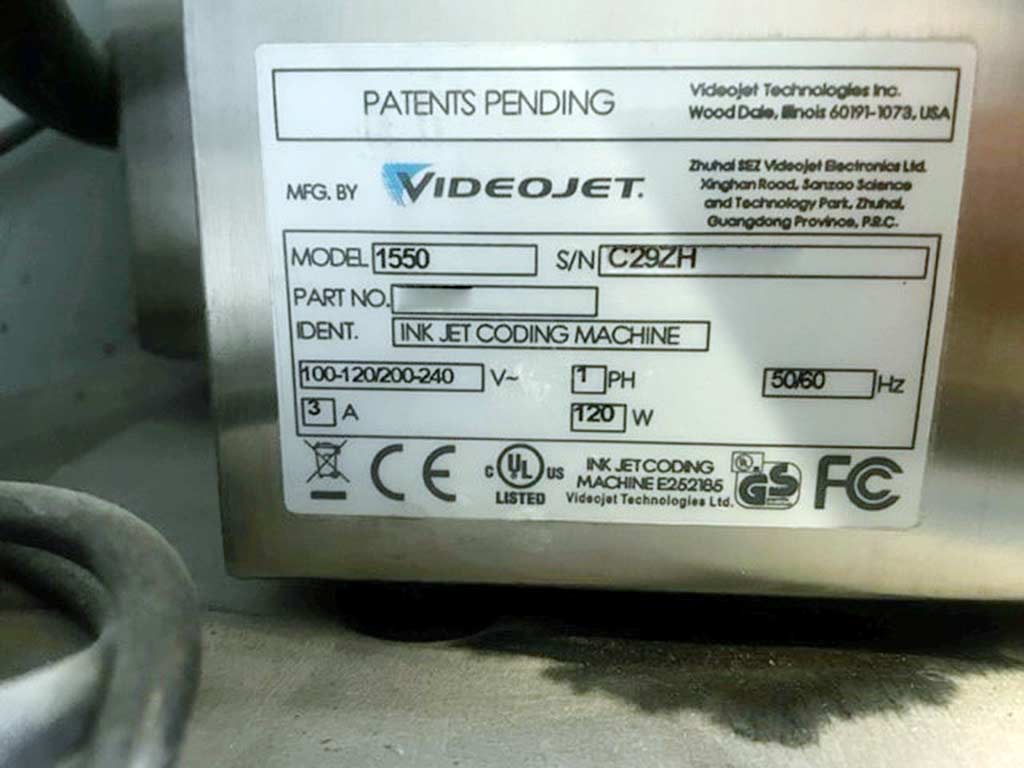 PATENTS PENDING
Videojet Technologies Inc.
Wood Dale, Illinois 60191-1073, USA
MFG. BY VIDEOJET.
Zhuhai SEZ Videojet Electronics Ltd.
Xinghan Road, Sanzao Science
and Technology Park, Zhuhai,
Guangdong Province, P.R.C.
MODEL 1550 S/N C29ZH
PART NO.
IDENT. INK JET CODING MACHINE
100-120/200-240 V~ 1 PH 50/60 Hz
3 A 120 W
CE
C UL US
LISTED
INK JET CODING
MACHINE E252185
Videojet Technologies Ltd.
UL
GS
FCC